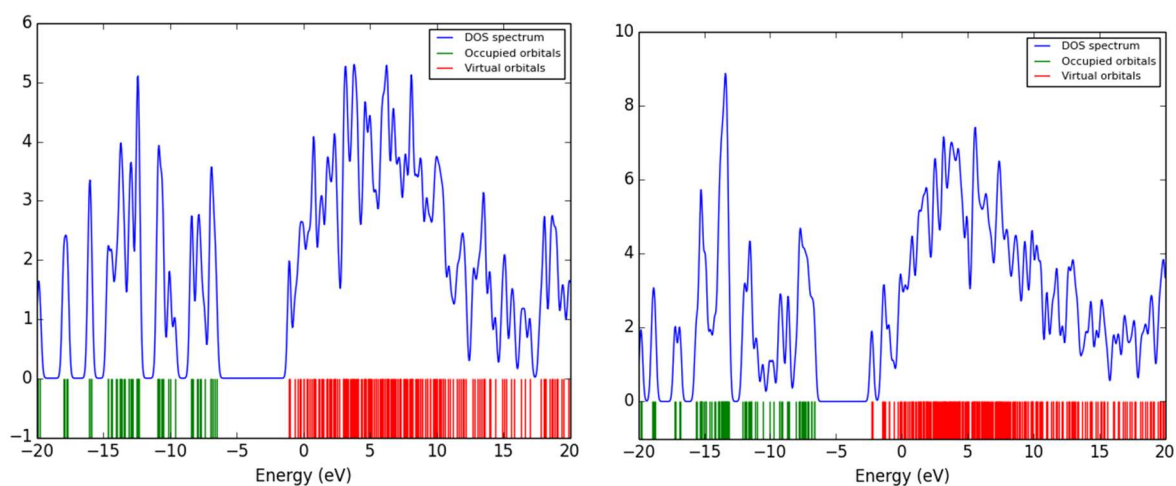 6
5
4
3
2
1
0
−1
−20 −15 −10 −5 0 5 10 15 20
Energy (eV)
DOS spectrum
Occupied orbitals
Virtual orbitals
10
8
6
4
2
0
−20 −15 −10 −5 0 5 10 15 20
Energy (eV)
DOS spectrum
Occupied orbitals
Virtual orbitals